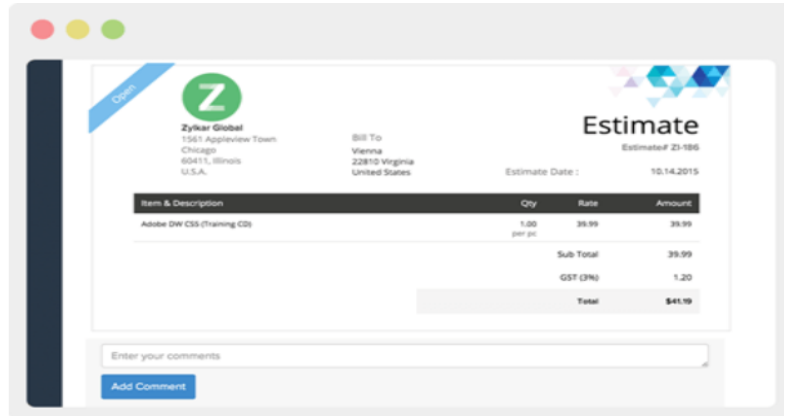 Open
Z
Zylkar Global
1561 Appleview Town
Chicago
60411, Illinois
U.S.A.
Bill To
Vienna
22810 Virginia
United States
Estimate
Estimate# ZI-186
Estimate Date :
10.14.2015
Item & Description Qty Rate Amount
Adobe DW CS5 (Training CD) 1.00 39.99 39.99
per pc
Sub Total 39.99
GST (3%) 1.20
Total $41.19
Enter your comments
Add Comment